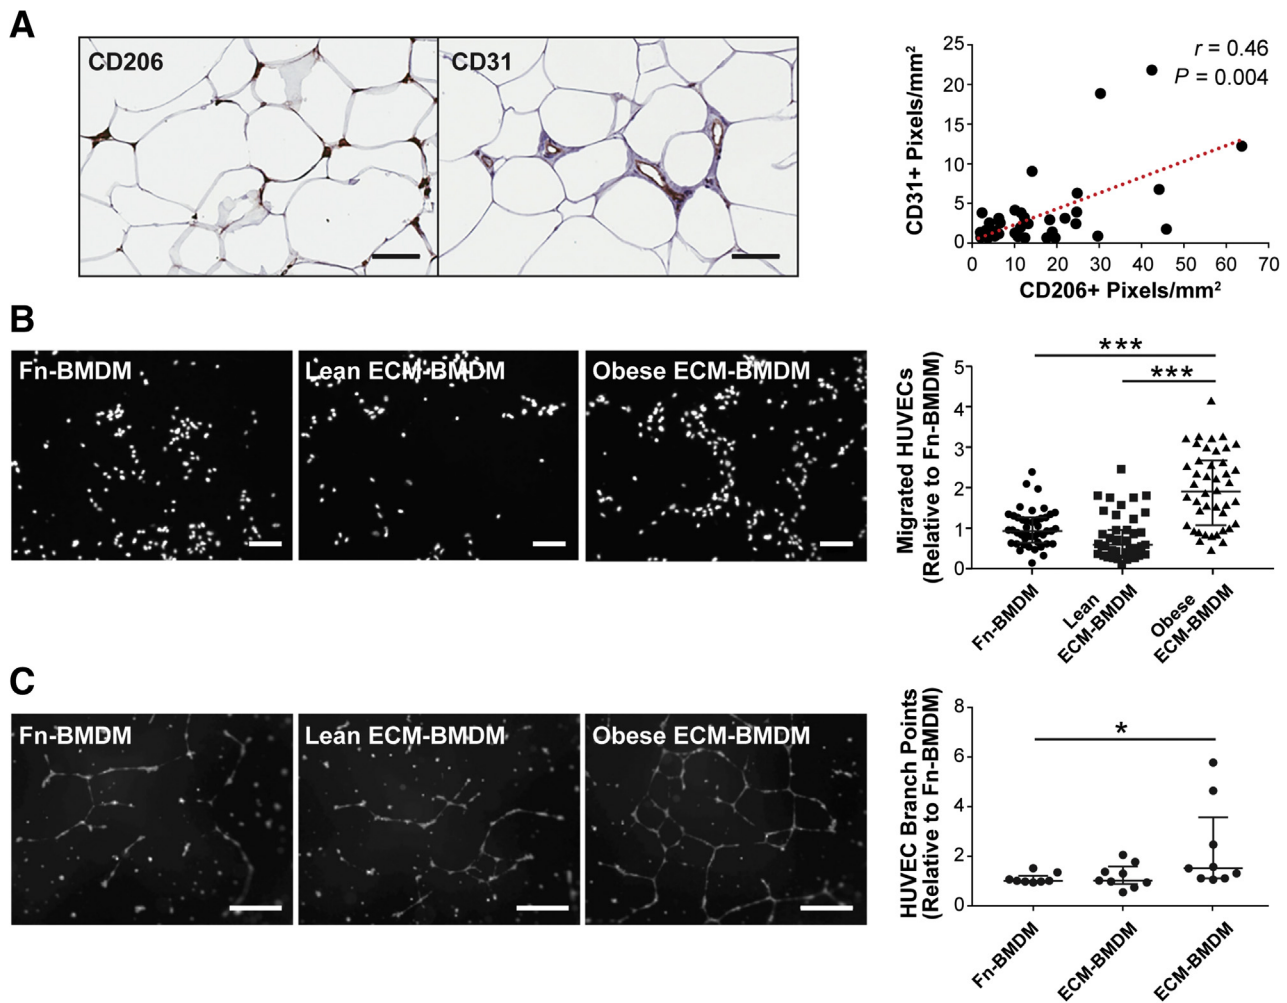 A
CD206
CD31
CD31+ Pixels/mm²
25
20
15
10
5
0
r = 0.46
P = 0.004
0 10 20 30 40 50 60 70
CD206+ Pixels/mm²
B
Fn-BMDM
Lean ECM-BMDM
Obese ECM-BMDM
Migrated HUVECs
(Relative to Fn-BMDM)
5
4
3
2
1
0
***
***
Fn-BMDM
Lean
ECM-BMDM
Obese
ECM-BMDM
C
Fn-BMDM
Lean ECM-BMDM
Obese ECM-BMDM
HUVEC Branch Points
(Relative to Fn-BMDM)
8
6
4
2
0
*
Fn-BMDM
ECM-BMDM
ECM-BMDM